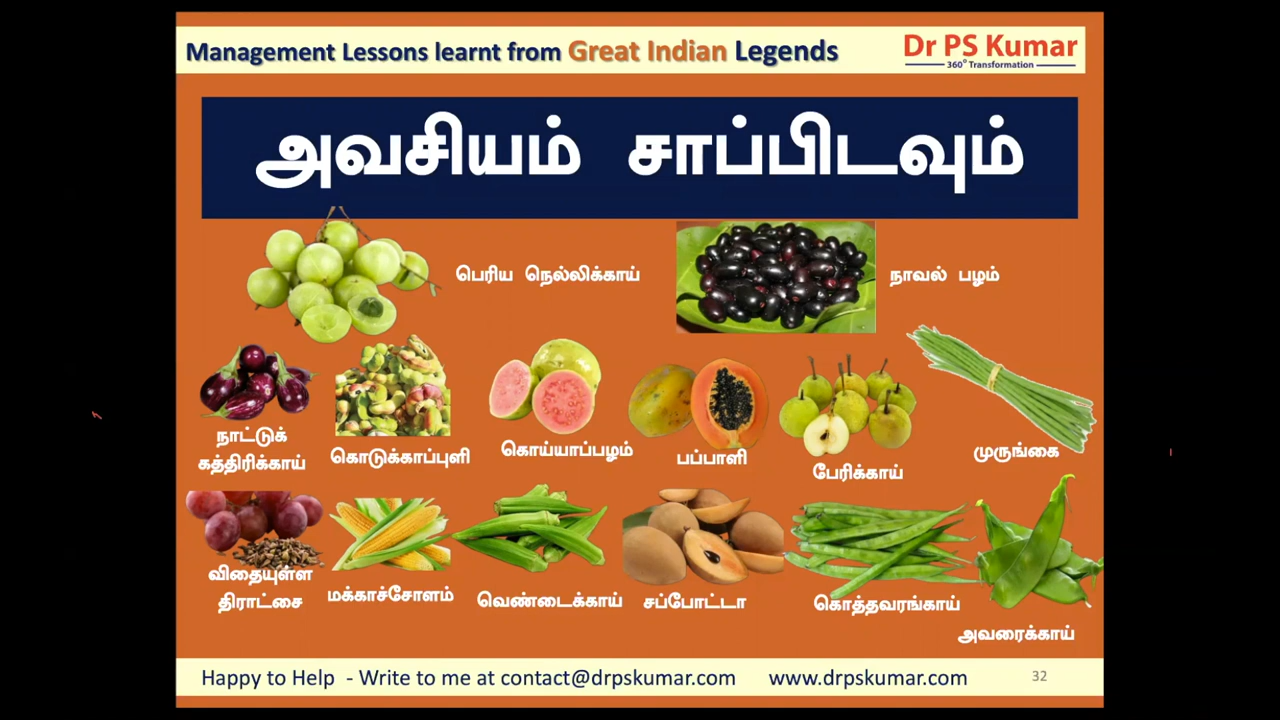 Management Lessons learnt from Great Indian Legends
Dr PS Kumar
360° Transformation
அவசியம் சாப்பிடவும்
பெரிய நெல்லிக்காய்
நாவல் பழம்
நாட்டுக்
கத்திரிக்காய்
கொடுக்காப்புளி
கொய்யாப்பழம்
பப்பாளி
பேரிக்காய்
முருங்கை
விதையுள்ள
திராட்சை
மக்காச்சோளம்
வெண்டைக்காய்
சப்போட்டா
கொத்தவரங்காய்
அவரைக்காய்
Happy to Help - Write to me at contact@drpskumar.com www.drpskumar.com 32